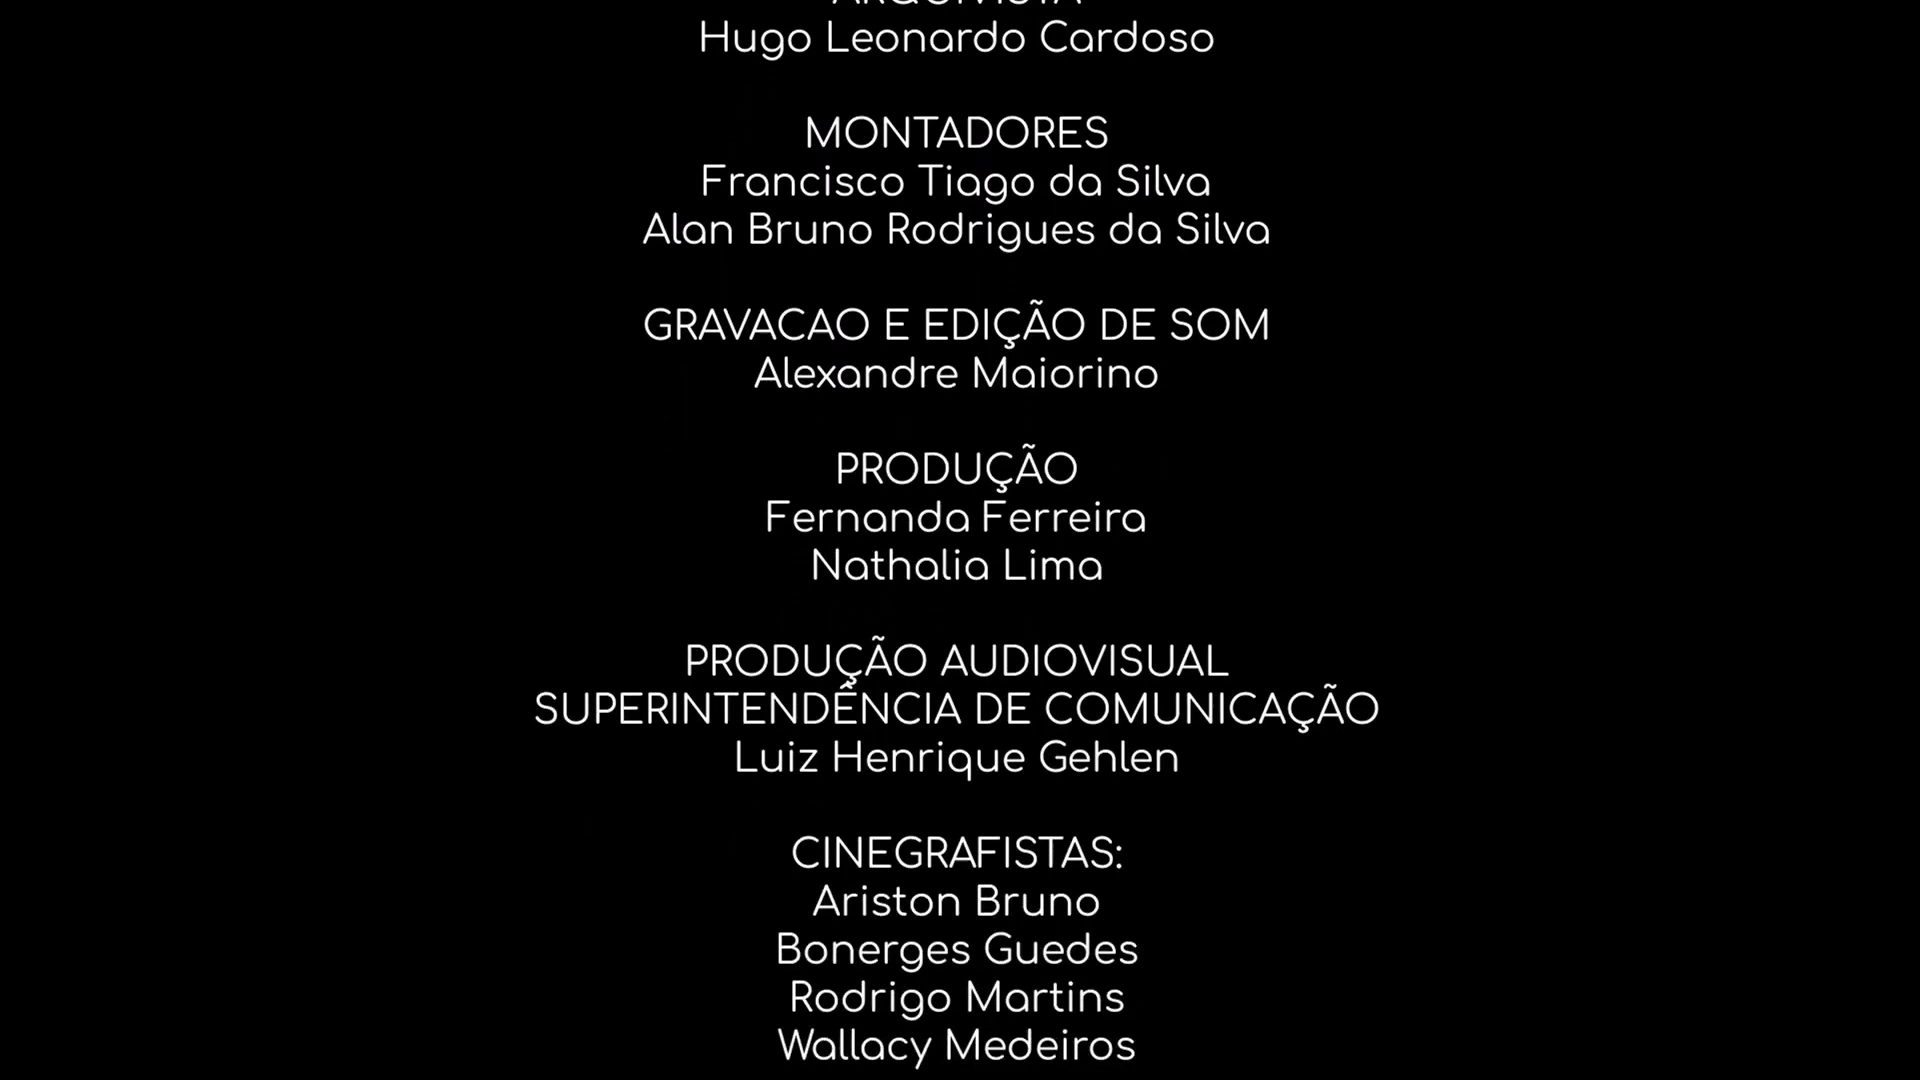 ARQUIVISTA
Hugo Leonardo Cardoso
MONTADORES
Francisco Tiago da Silva
Alan Bruno Rodrigues da Silva
GRAVACAO E EDIÇÃO DE SOM
Alexandre Maiorino
PRODUÇÃO
Fernanda Ferreira
Nathalia Lima
PRODUÇÃO AUDIOVISUAL
SUPERINTENDÊNCIA DE COMUNICAÇÃO
Luiz Henrique Gehlen
CINEGRAFISTAS:
Ariston Bruno
Bonerges Guedes
Rodrigo Martins
Wallacy Medeiros